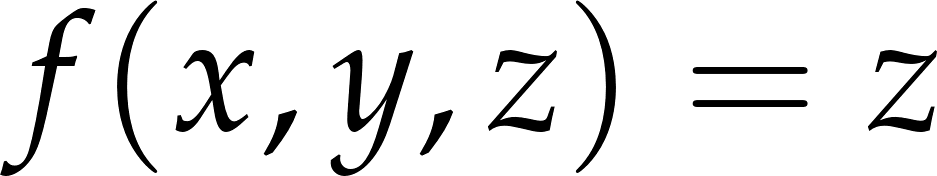 f(x, y, z) = z